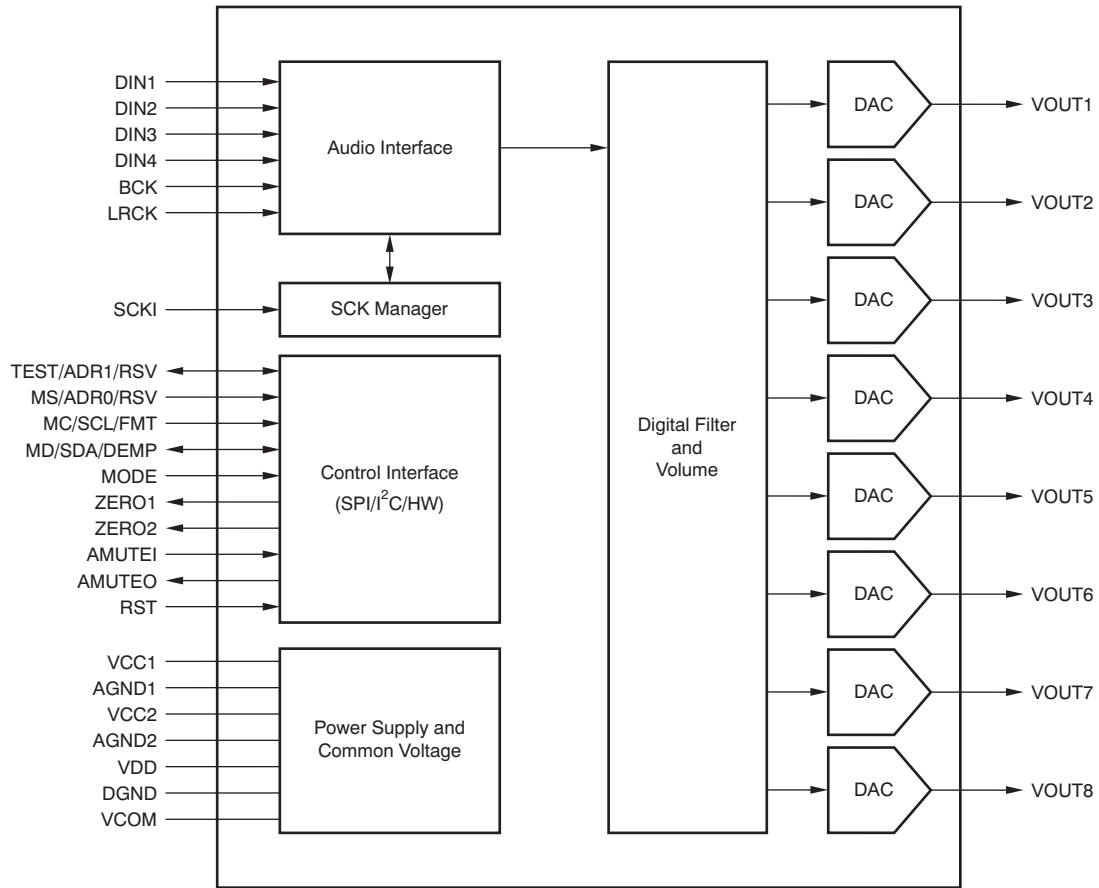 DIN1
DIN2
DIN3
DIN4
BCK
LRCK
Audio Interface
SCKI
SCK Manager
TEST/ADR1/RSV
MS/ADR0/RSV
MC/SCL/FMT
MD/SDA/DEMP
MODE
ZERO1
ZERO2
AMUTEI
AMUTEO
RST
Control Interface
(SPI/I²C/HW)
VCC1
AGND1
VCC2
AGND2
VDD
DGND
VCOM
Power Supply and
Common Voltage
Digital Filter
and
Volume
DAC
VOUT1
DAC
VOUT2
DAC
VOUT3
DAC
VOUT4
DAC
VOUT5
DAC
VOUT6
DAC
VOUT7
DAC
VOUT8